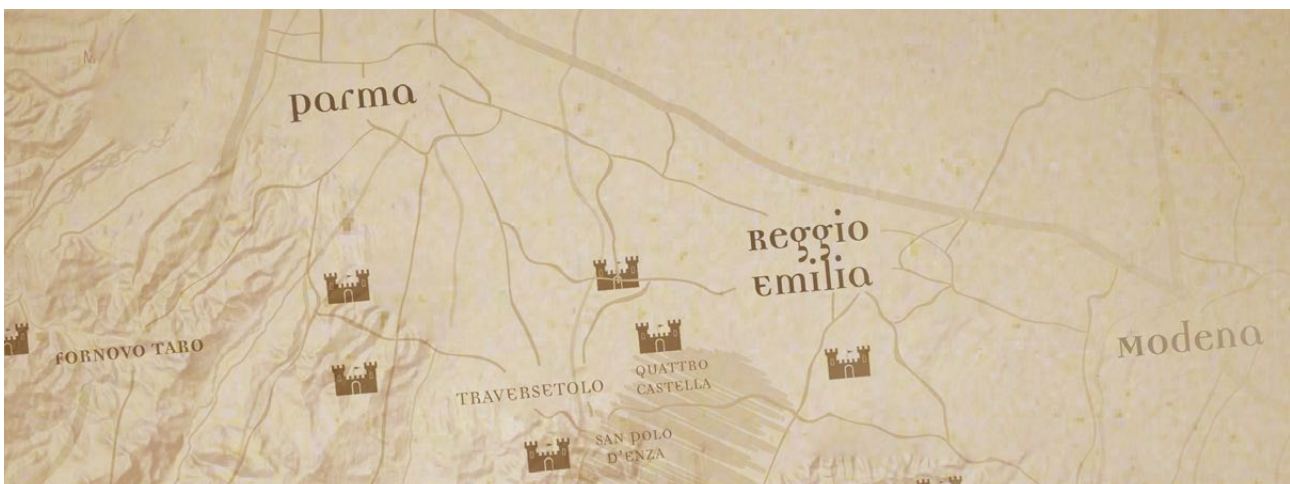 Parma
Reggio
Emilia
Modena
FORNOVO TARO
TRAVERSETOLO
QUATTRO
CASTELLA
SAN POLO
D'ENZA